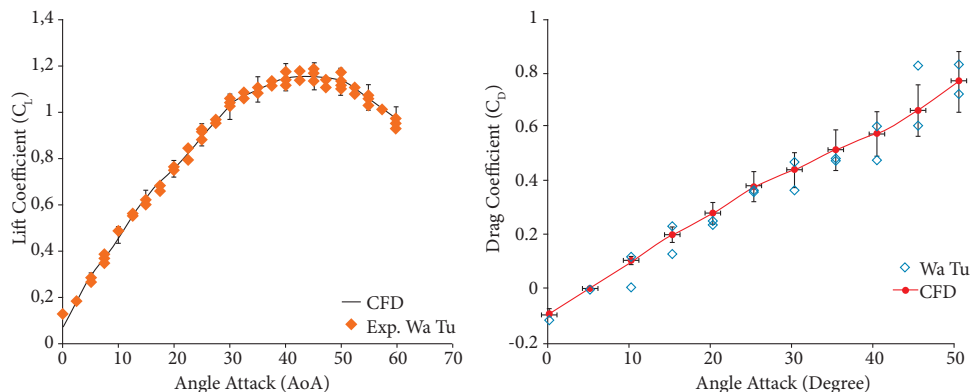 1,4
1,2
1
0,8
0,6
0,4
0,2
0
Lift Coefficient (C_L)
CFD
Exp. Wa Tu
0 10 20 30 40 50 60 70
Angle Attack (AoA)
1
0.8
0.6
0.4
0.2
0
-0.2
Drag Coefficient (C_D)
Wa Tu
CFD
0 10 20 30 40 50
Angle Attack (Degree)